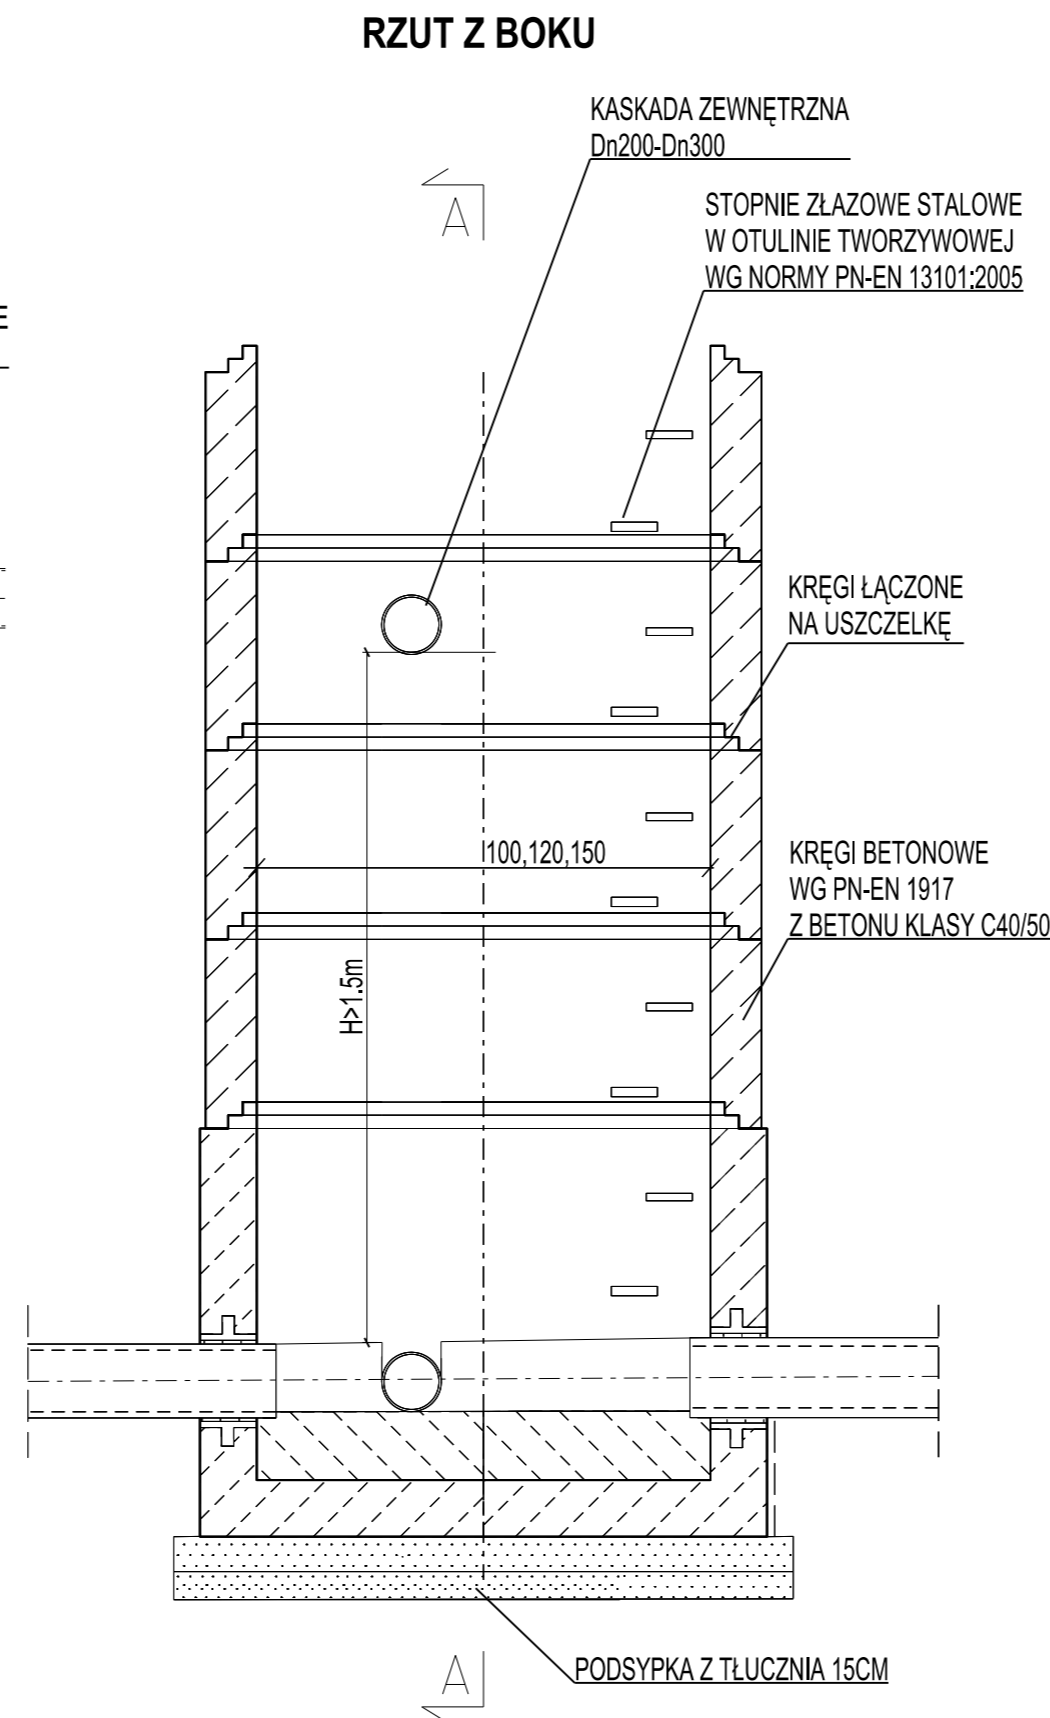 RZUT Z BOKU
KASKADA ZEWNĘTRZNA
Dn200-Dn300
A
STOPNIE ZŁAZOWE STALOWE
W OTULINIE TWORZYWOWEJ
WG NORMY PN-EN 13101:2005
E
KRĘGI ŁĄCZONE
NA USZCZELKĘ
100,120,150
KRĘGI BETONOWE
WG PN-EN 1917
Z BETONU KLASY C40/50
H>1.5m
PODSYPKA Z TŁUCZNIA 15CM
A